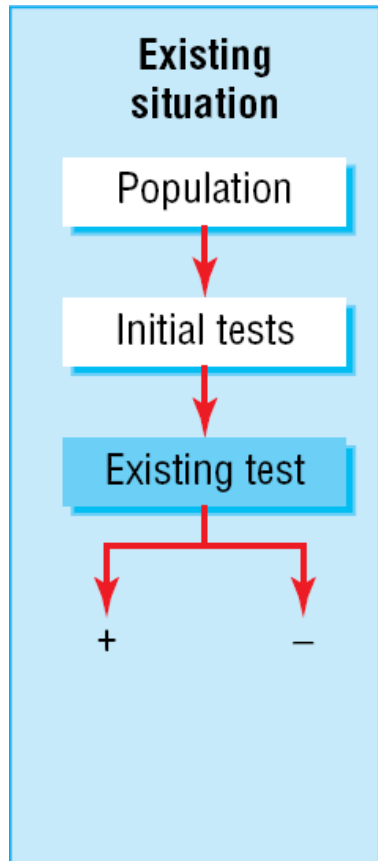 Existing
situation
Population
Initial tests
Existing test
+ –